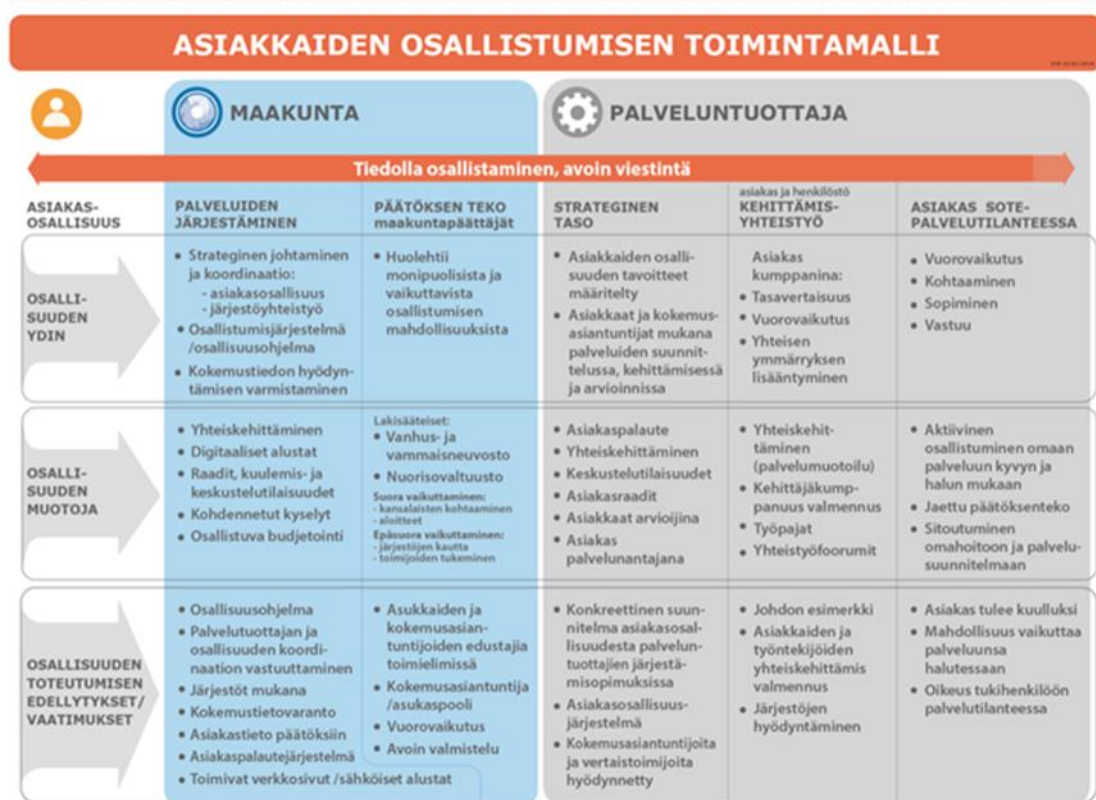 ASIAKKAIDEN OSALLISTUMISEN TOIMINTAMALLI
MAAKUNTA
PALVELUNTUOTTAJA
Tiedolla osallistaminen, avoin viestintä
ASIAKAS-
OSALLISUUS
PALVELUIDEN
JÄRJESTÄMINEN
PÄÄTÖKSEN TEKO
maakuntapäättäjät
STRATEGINEN
TASO
asiakas ja henkilöstö
KEHITTÄMIS-
YHTEISTYÖ
ASIAKAS SOTE-
PALVELUTILANTEESSA
OSALLI-
SUUDEN
YDIN
• Strateginen johtaminen
ja koordinaatio:
- asiakasosallisuus
- järjestöyhteistyö
• Osallistumisjärjestelmä
/osallisuusohjelma
• Kokemustiedon hyödyn-
tämisen varmistaminen
• Huolehtii
monipuolisista ja
vaikuttavista
osallistumisen
mahdollisuuksista
• Asiakkaiden osalli-
suuden tavoitteet
määritelty
• Asiakkaat ja kokemus-
asiantuntijat mukana
palveluiden suunnit-
telussa, kehittämisessä
ja arvioinnissa
Asiakas
kumppanina:
• Tasavertaisuus
• Vuorovaikutus
• Yhteisen
ymmärryksen
lisääntyminen
• Vuorovaikutus
• Kohtaaminen
• Sopiminen
• Vastuu
OSALLI-
SUUDEN
MUOTOJA
• Yhteiskehittäminen
• Digitaaliset alustat
• Raadit, kuulemis- ja
keskustelutilaisuudet
• Kohdennetut kyselyt
• Osallistuva budjetointi
Lakisääteiset:
• Vanhus- ja
vammaisneuvosto
• Nuorisovaltuusto
Suora vaikuttaminen:
- kansalaisten kohtaaminen
- aloitteet
Epäsuora vaikuttaminen:
- järjestöjen kautta
- toimijoiden tukeminen
• Asiakaspalaute
• Yhteiskehittäminen
• Keskustelutilaisuudet
• Asiakasraadit
• Asiakkaat arvioijina
• Asiakas
palvelunantajana
• Yhteiskehit-
täminen
(palvelumuotoilu)
• Kehittäjäkump-
panuus valmennus
• Työpajat
• Yhteistyöfoorumit
• Aktiivinen
osallistuminen omaan
palveluun kyvyn ja
halun mukaan
• Jaettu päätöksenteko
• Sitoutuminen
omahoitoon ja palvelu-
suunnitelmaan
OSALLISUUDEN
TOTEUTUMISEN
EDELLYTYKSET/
VAATIMUKSET
• Osallisuusohjelma
• Palvelutuottajan ja
osallisuuden koordi-
naation vastuuttaminen
• Järjestöt mukana
• Kokemustietovaranto
• Asiakastieto päätöksiin
• Asiakaspalautejärjestelmä
• Toimivat verkkosivut /sähköiset alustat
• Asukkaiden ja
kokemusasian-
tuntijoiden edustajia
toimielimissä
• Kokemusasiantuntija
/asukaspooli
• Vuorovaikutus
• Avoin valmistelu
• Konkreettinen suun-
nitelma asiakasosal-
lisuudesta palvelun-
tuottajien järjestä-
misopimuksissa
• Asiakasosallisuus-
järjestelmä
• Kokemusasiantuntijoita
ja vertaistoimijoita
hyödynnetty
• Johdon esimerkki
• Asiakkaiden ja
työntekijöiden
yhteiskehittämis
valmennus
• Järjestöjen
hyödyntäminen
• Asiakas tulee kuulluksi
• Mahdollisuus vaikuttaa
palveluunsa
halutessaan
• Oikeus tukihenkilöön
palvelutilanteessa